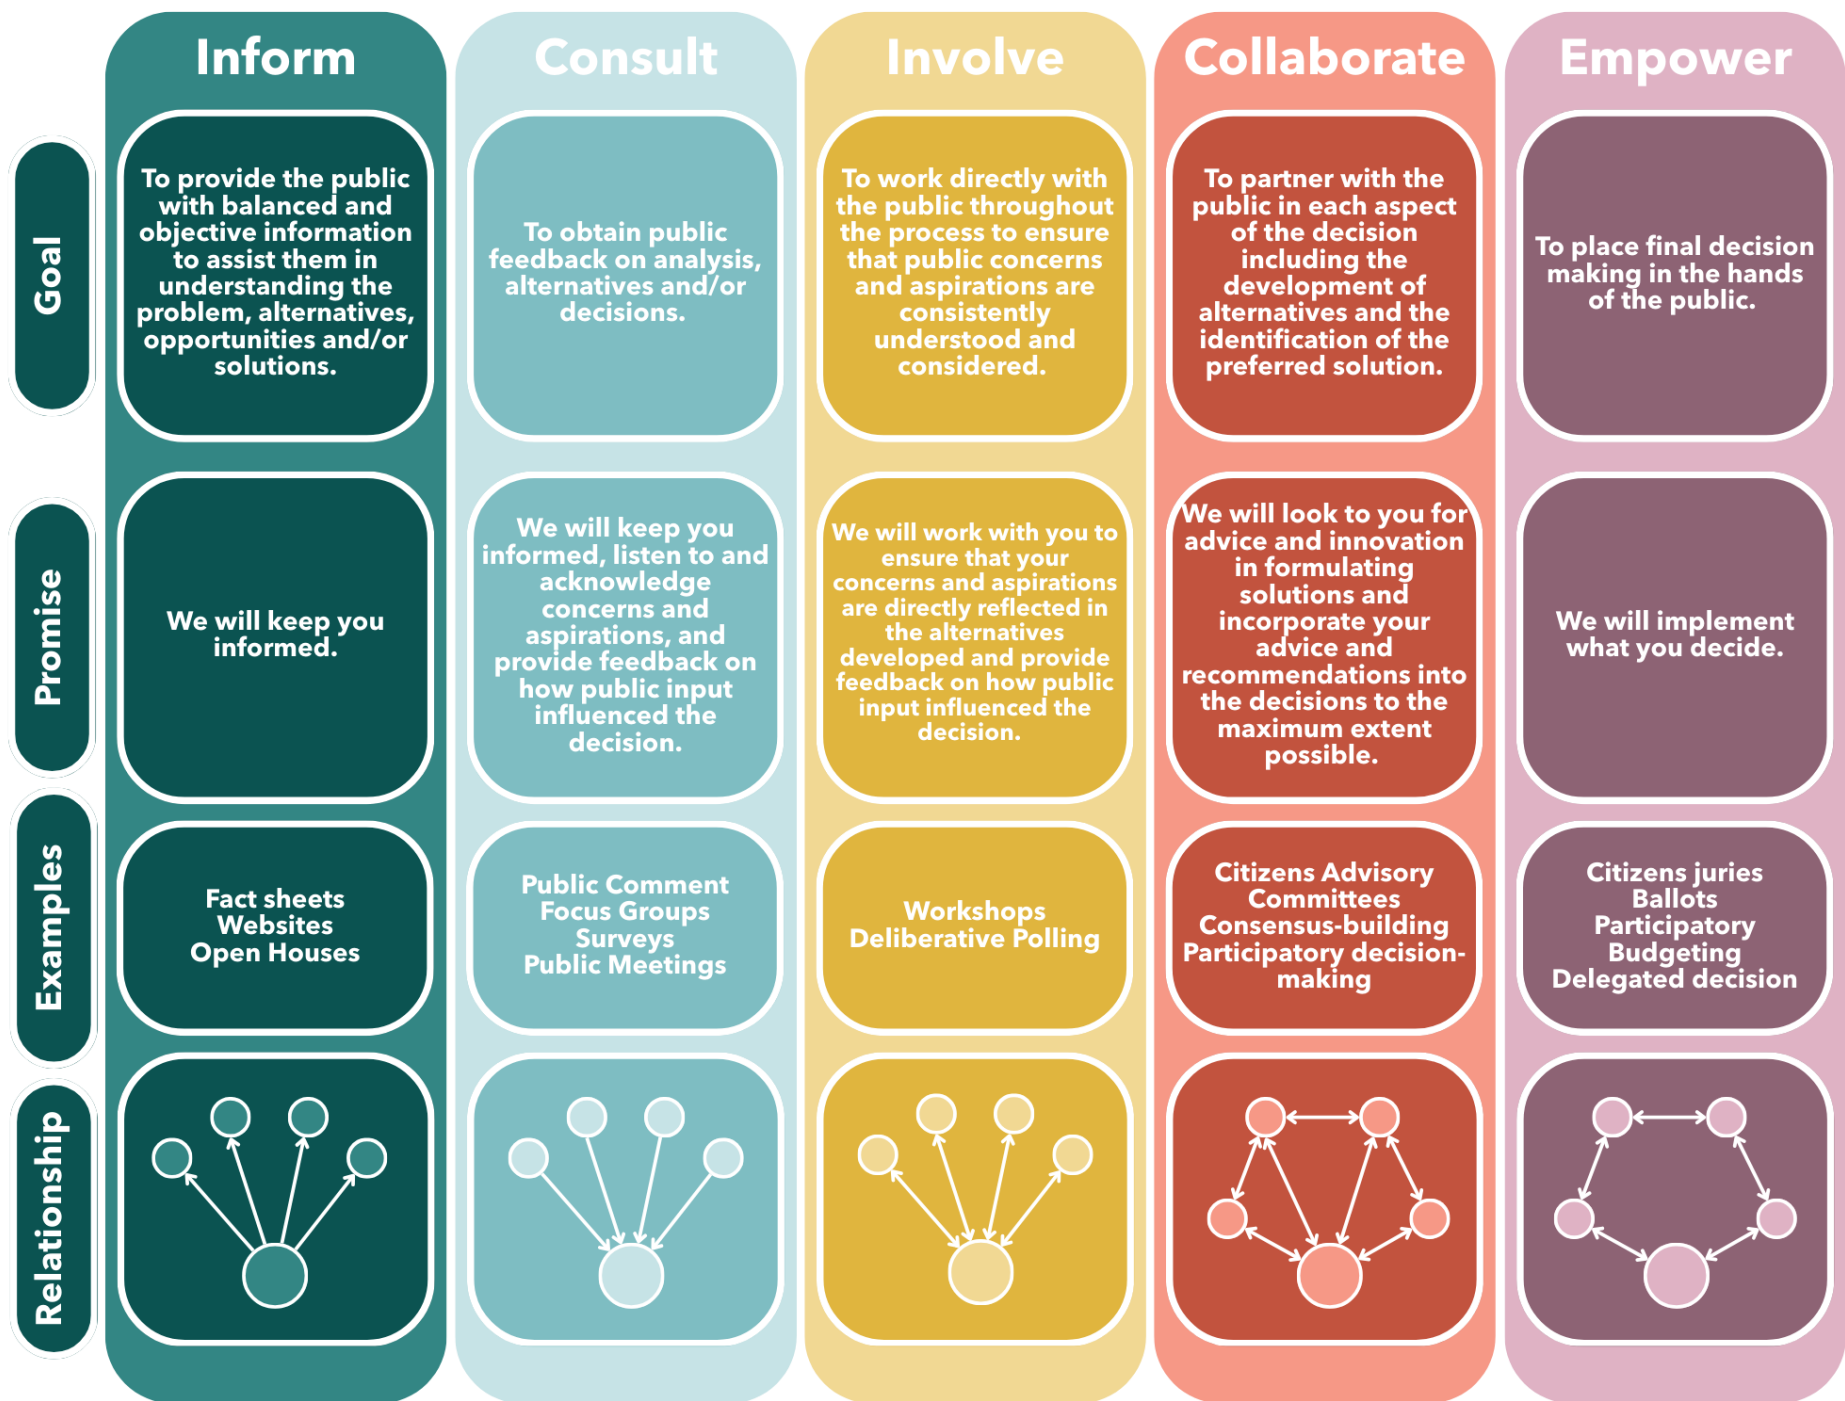 Inform
Consult
Involve
Collaborate
Empower
Goal
To provide the public
with balanced and
objective information
to assist them in
understanding the
problem, alternatives,
opportunities and/or
solutions.
To obtain public
feedback on analysis,
alternatives and/or
decisions.
To work directly with
the public throughout
the process to ensure
that public concerns
and aspirations are
consistently
understood and
considered.
To partner with the
public in each aspect
of the decision
including the
development of
alternatives and the
identification of the
preferred solution.
To place final decision
making in the hands
of the public.
Promise
We will keep you
informed.
We will keep you
informed, listen to and
acknowledge
concerns and
aspirations, and
provide feedback on
how public input
influenced the
decision.
We will work with you to
ensure that your
concerns and aspirations
are directly reflected in
the alternatives
developed and provide
feedback on how public
input influenced the
decision.
We will look to you for
advice and innovation
in formulating
solutions and
incorporate your
advice and
recommendations into
the decisions to the
maximum extent
possible.
We will implement
what you decide.
Examples
Fact sheets
Websites
Open Houses
Public Comment
Focus Groups
Surveys
Public Meetings
Workshops
Deliberative Polling
Citizens Advisory
Committees
Consensus-building
Participatory decision-
making
Citizens juries
Ballots
Participatory
Budgeting
Delegated decision
Relationship